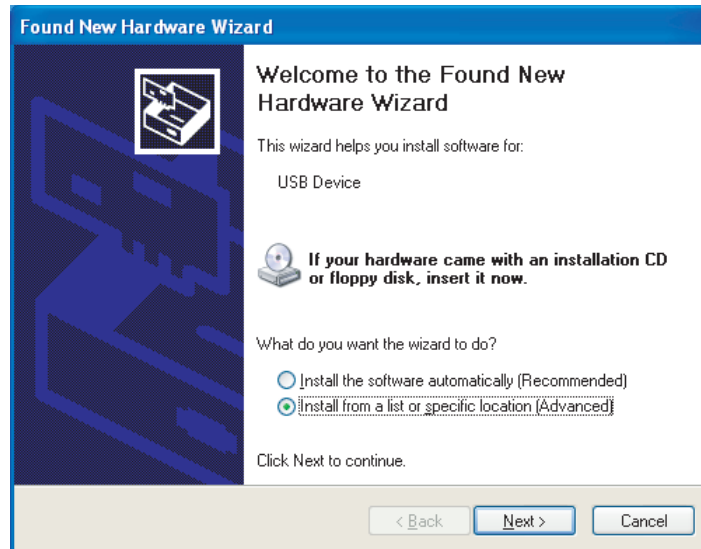 Found New Hardware Wizard
Welcome to the Found New
Hardware Wizard
This wizard helps you install software for:
USB Device
If your hardware came with an installation CD
or floppy disk, insert it now.
What do you want the wizard to do?
Install the software automatically (Recommended)
Install from a list or specific location (Advanced)
Click Next to continue.
< Back
Next >
Cancel